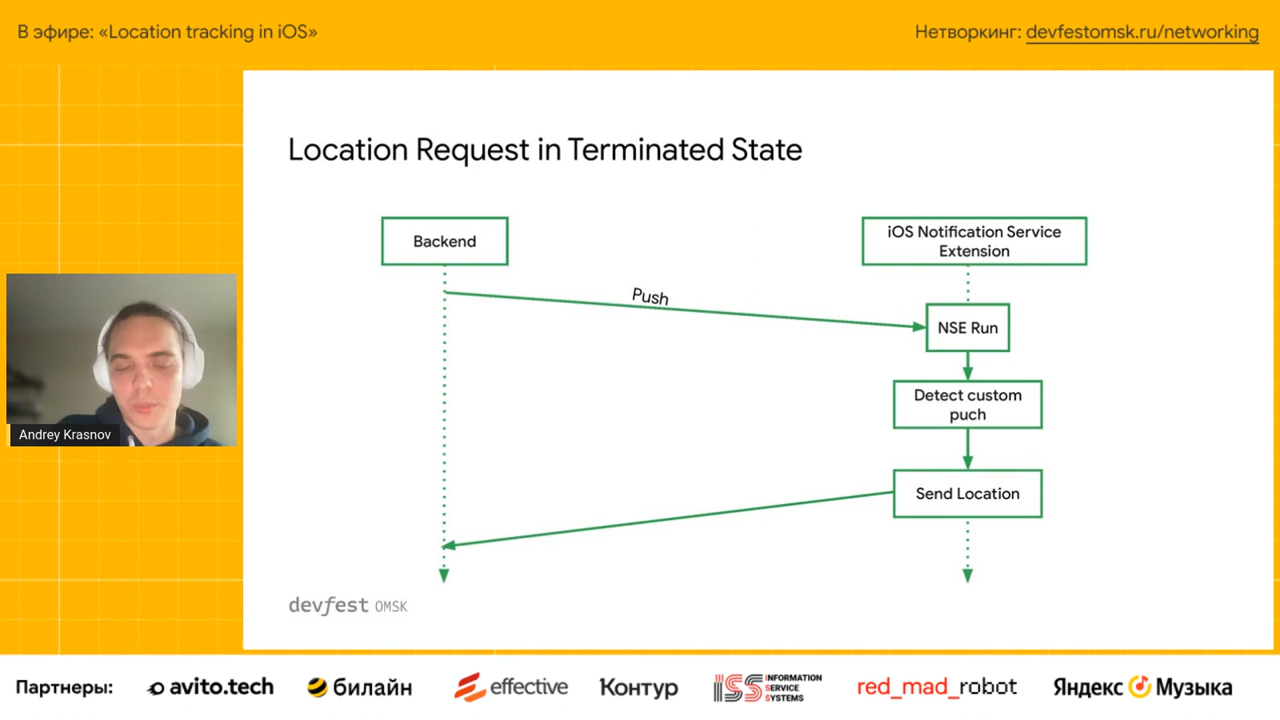 В эфире: «Location tracking in iOS»
Нетворкинг: devfestomsk.ru/networking
Location Request in Terminated State
Backend
iOS Notification Service
Extension
Push
NSE Run
Detect custom
puch
Send Location
Andrey Krasnov
devfest OMSK
Партнеры:
avito.tech
билайн
effective
Контур
ISS INFORMATION
SERVICE
SYSTEMS
red_mad_robot
Яндекс Музыка